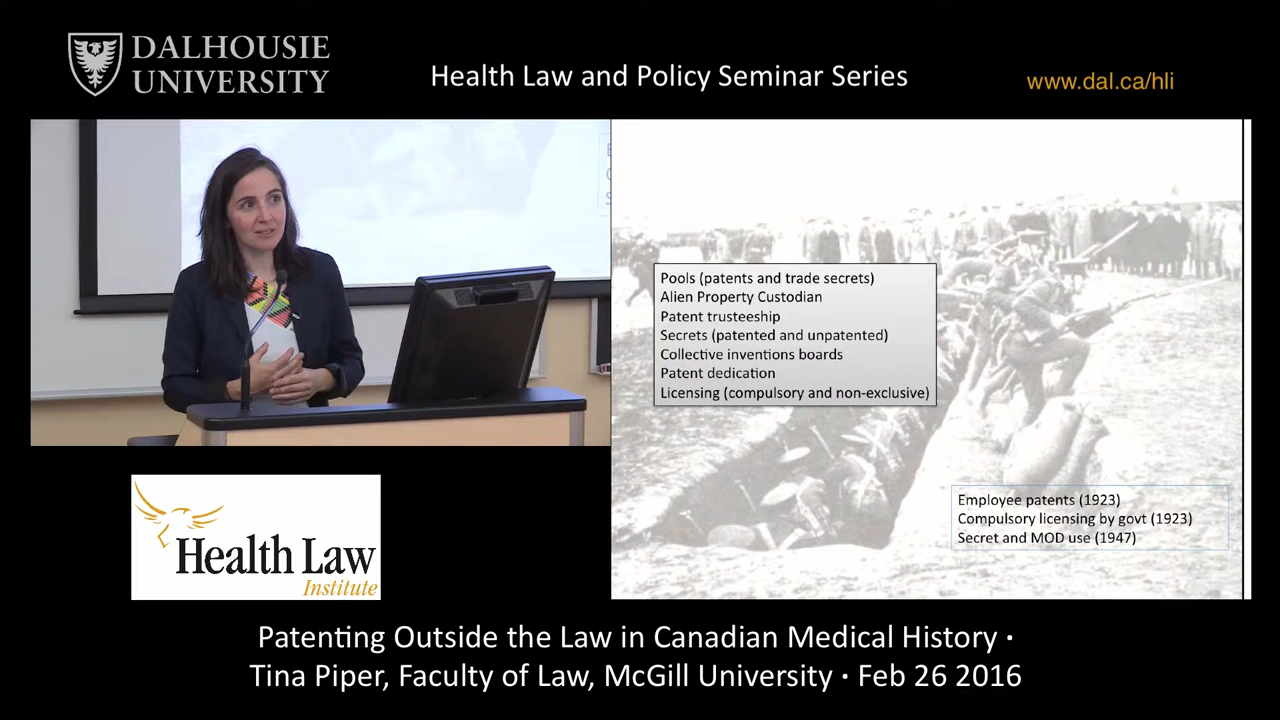 DALHOUSIE
UNIVERSITY
Health Law and Policy Seminar Series
www.dal.ca/hli
Pools (patents and trade secrets)
Alien Property Custodian
Patent trusteeship
Secrets (patented and unpatented)
Collective inventions boards
Patent dedication
Licensing (compulsory and non-exclusive)
Employee patents (1923)
Compulsory licensing by govt (1923)
Secret and MOD use (1947)
Health Law
Institute
Patenting Outside the Law in Canadian Medical History ·
Tina Piper, Faculty of Law, McGill University · Feb 26 2016